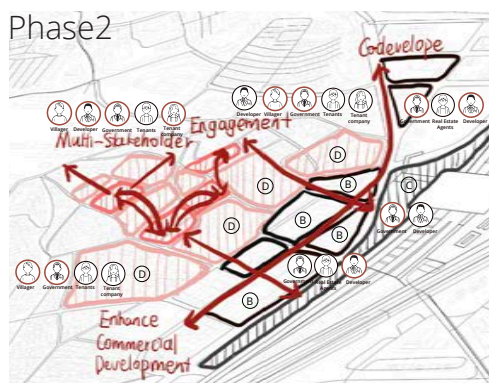 Phase2
Codevelope
Villager Developer Government Tenants Tenant company
Developer Villager Government Tenants Tenant company
Government Real Estate Agents Developer
Multi-Stakeholder Engagement
D
D
B
C
D
B
B
Government Developer
D
Villager Government Tenants Tenant company
Government Real Estate Agents Developer
B
Enhance
Commercial
Development